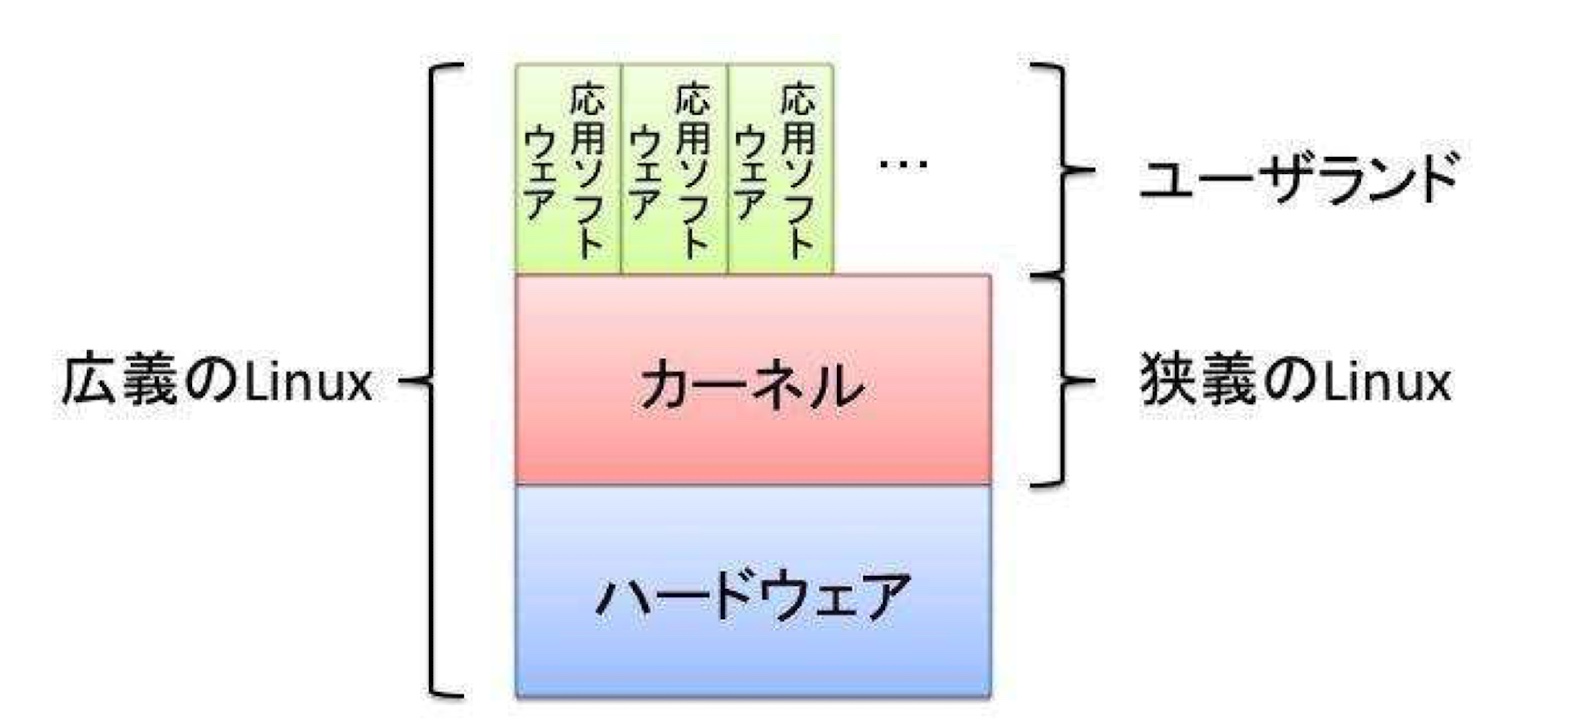 応用ソフト
ウェア
応用ソフト
ウェア
応用ソフト
ウェア
…
ユーザランド
広義のLinux
カーネル
狭義のLinux
ハードウェア